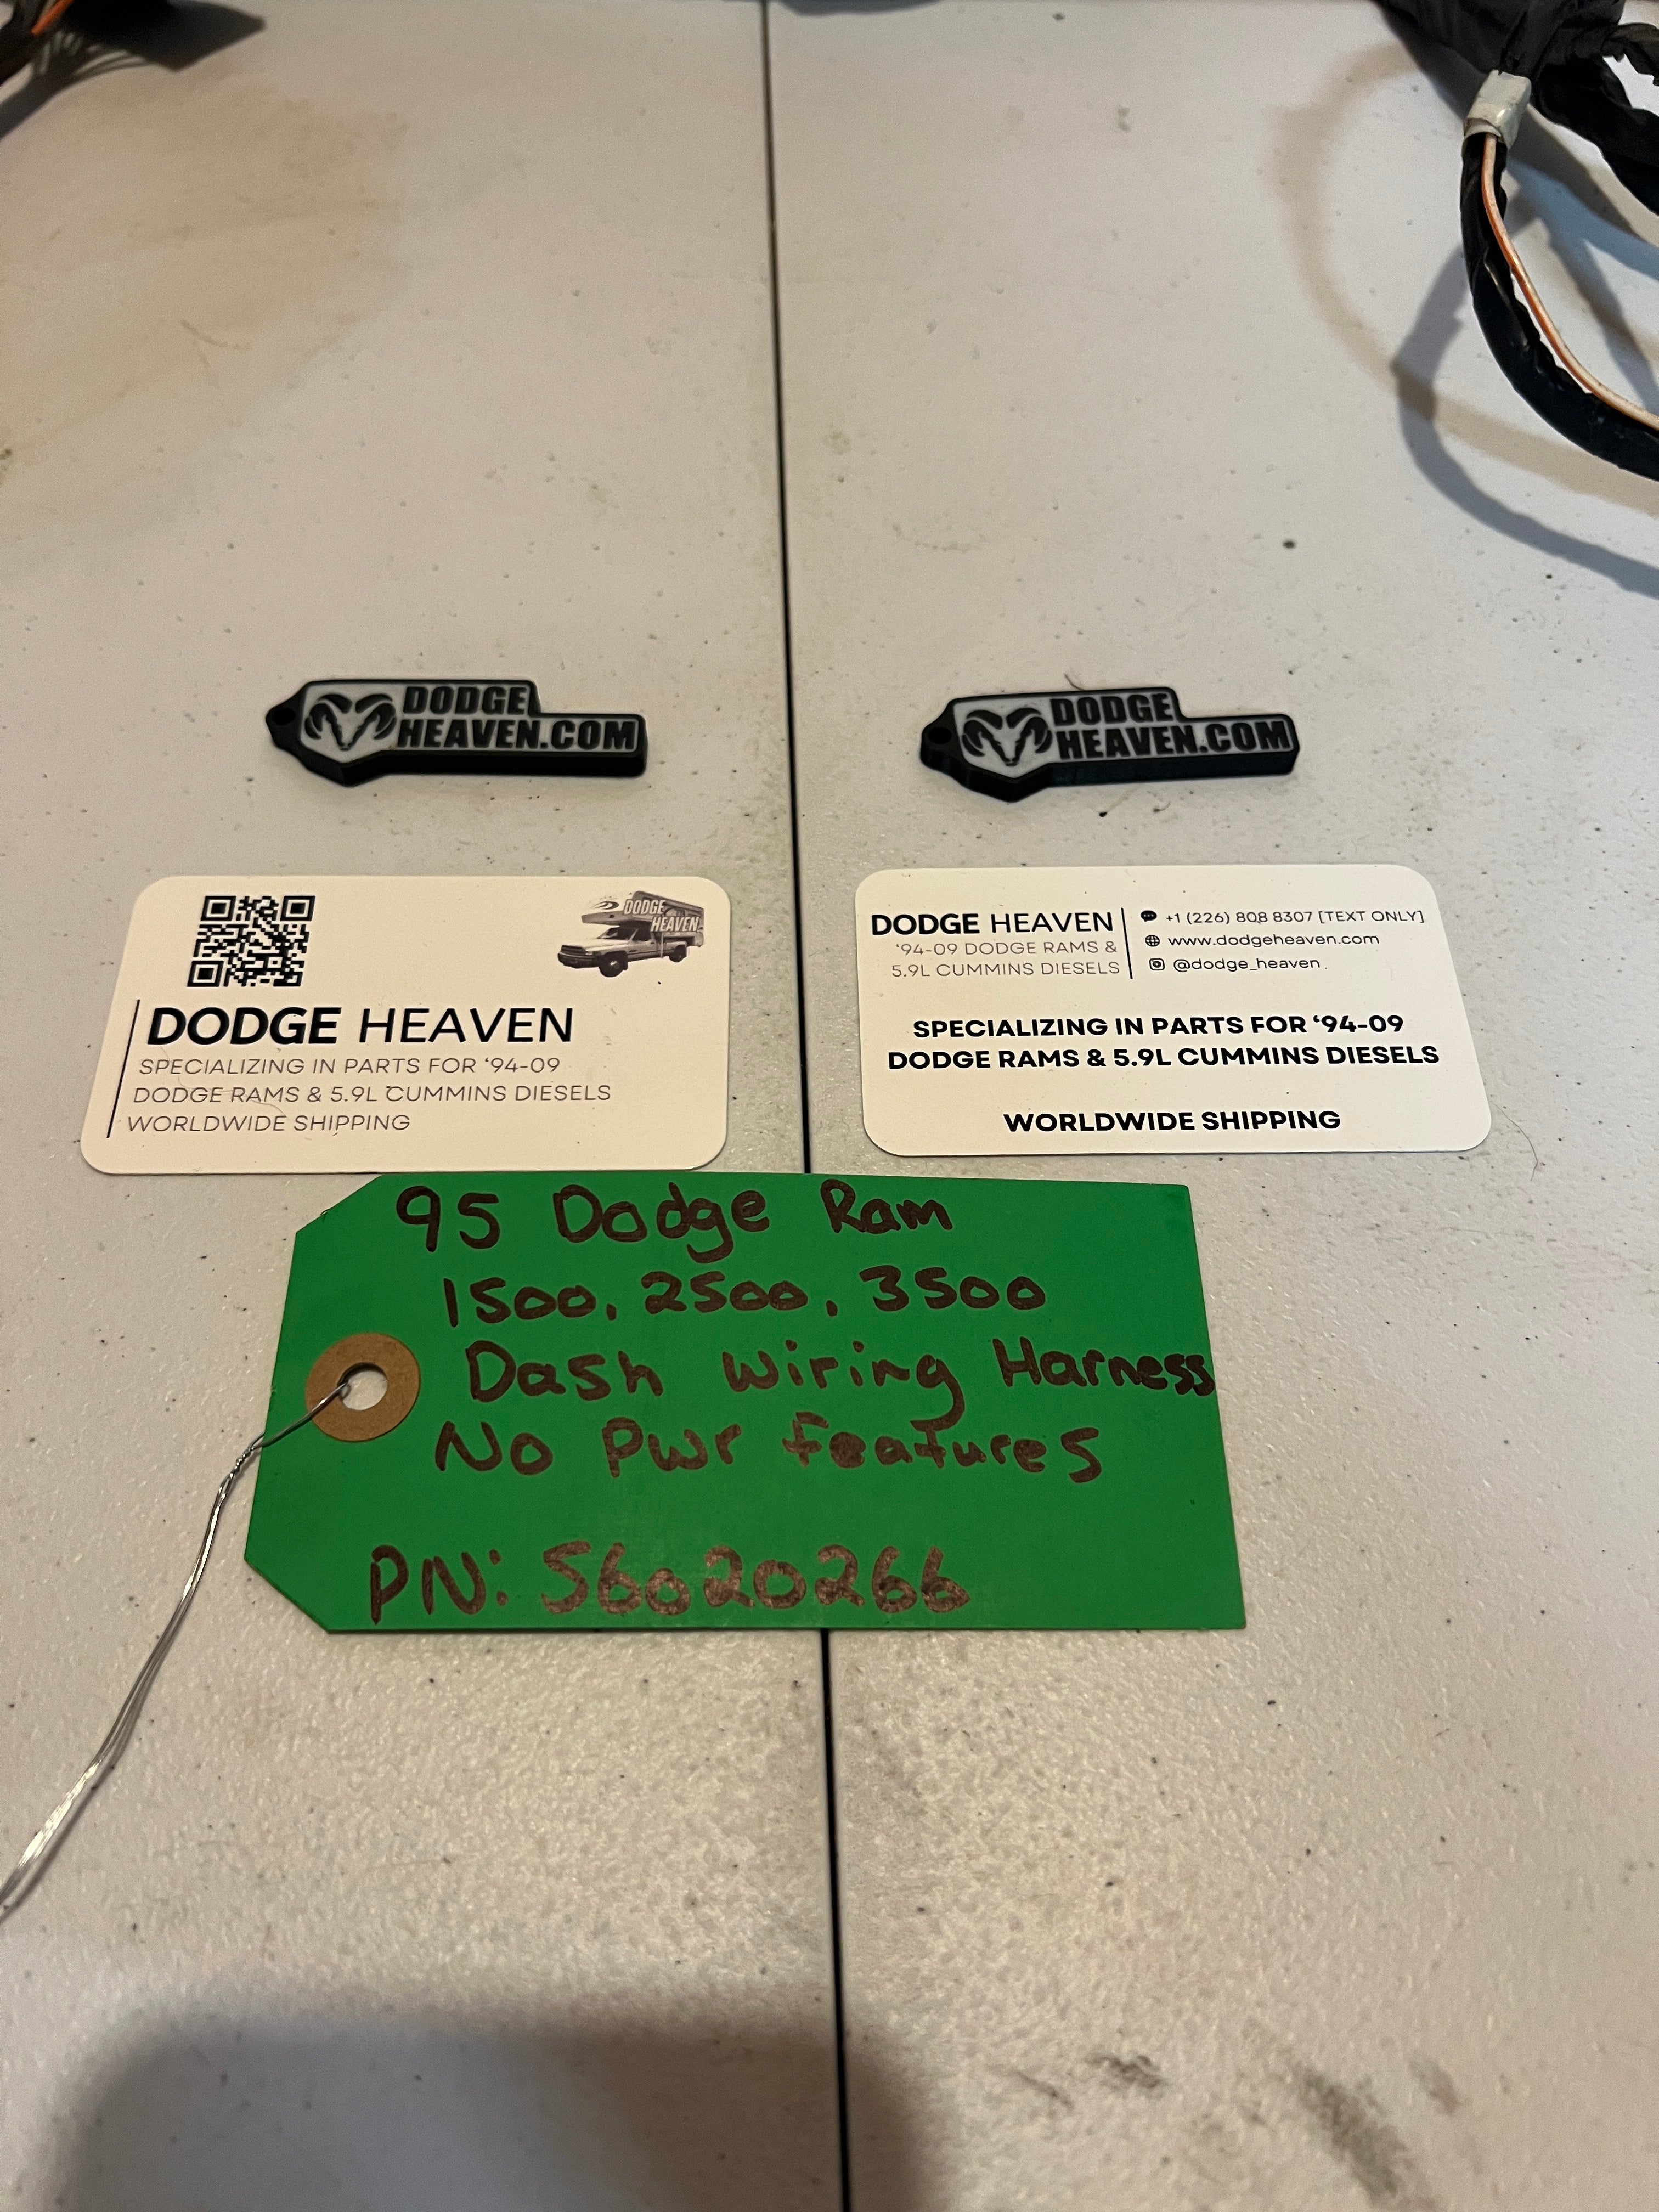 DODGE
HEAVEN.COM
DODGE
HEAVEN.COM
DODGE
HEAVEN
DODGE HEAVEN
SPECIALIZING IN PARTS FOR ‘94-09
DODGE RAMS & 5.9L CUMMINS DIESELS
WORLDWIDE SHIPPING
DODGE HEAVEN
‘94-09 DODGE RAMS &
5.9L CUMMINS DIESELS
+1 (226) 808 8307 [TEXT ONLY]
www.dodgeheaven.com
@dodge_heaven
SPECIALIZING IN PARTS FOR ‘94-09
DODGE RAMS & 5.9L CUMMINS DIESELS
WORLDWIDE SHIPPING
95 Dodge Ram
1500, 2500, 3500
Dash Wiring Harness
No Pwr features
PN: 56020266